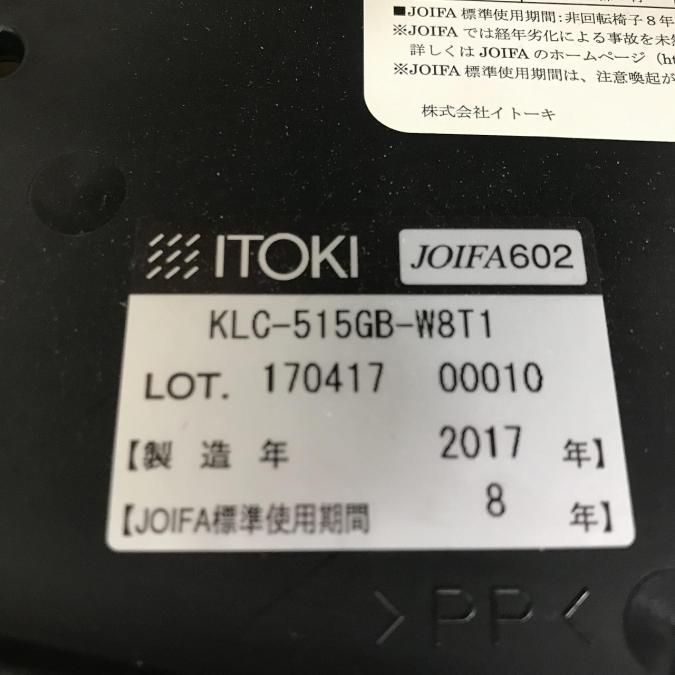 ■JOIFA 標準使用期間:非回転椅子 8 年
※JOIFA では経年劣化による事故を未然
詳しくは JOIFA のホームページ (ht
※JOIFA 標準使用期間は、注意喚起が
株式会社イトーキ
ITOKI JOIFA602
KLC-515GB-W8T1
LOT. 170417 00010
【製 造 年 2017 年】
【JOIFA標準使用期間 8 年】
>PP<